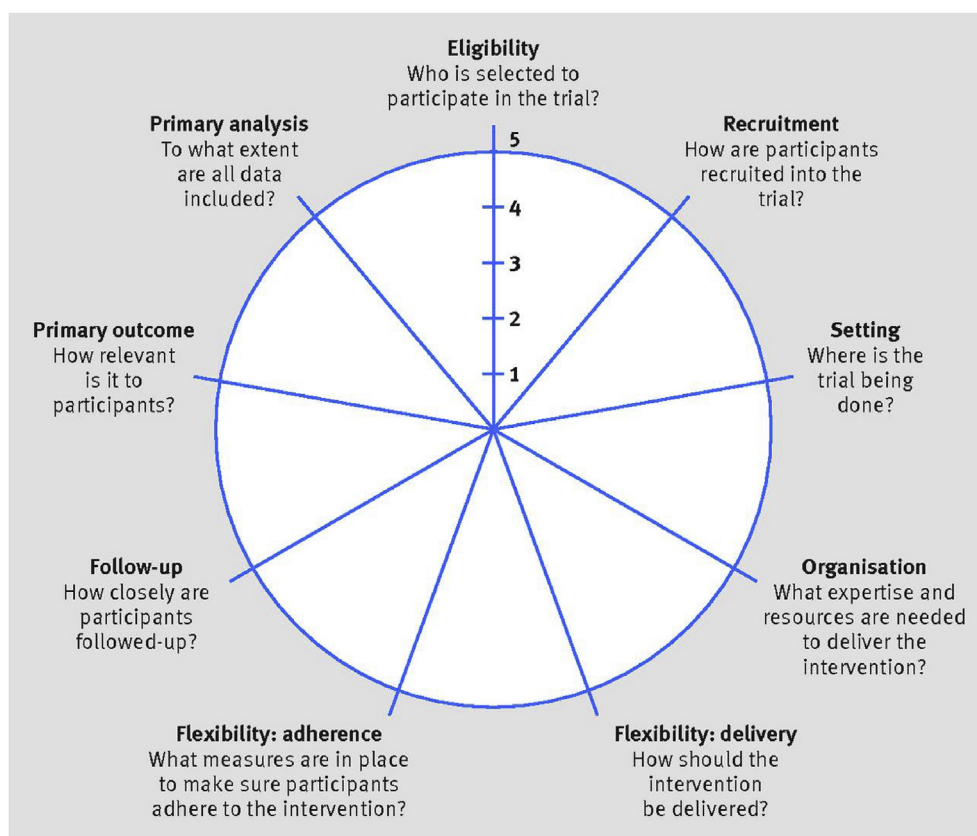 Eligibility
Who is selected to
participate in the trial?
Recruitment
How are participants
recruited into the
trial?
Setting
Where is the
trial being
done?
Organisation
What expertise and
resources are needed
to deliver the
intervention?
Flexibility: delivery
How should the
intervention
be delivered?
Flexibility: adherence
What measures are in place
to make sure participants
adhere to the intervention?
Follow-up
How closely are
participants
followed-up?
Primary outcome
How relevant
is it to
participants?
Primary analysis
To what extent
are all data
included?
5
4
3
2
1